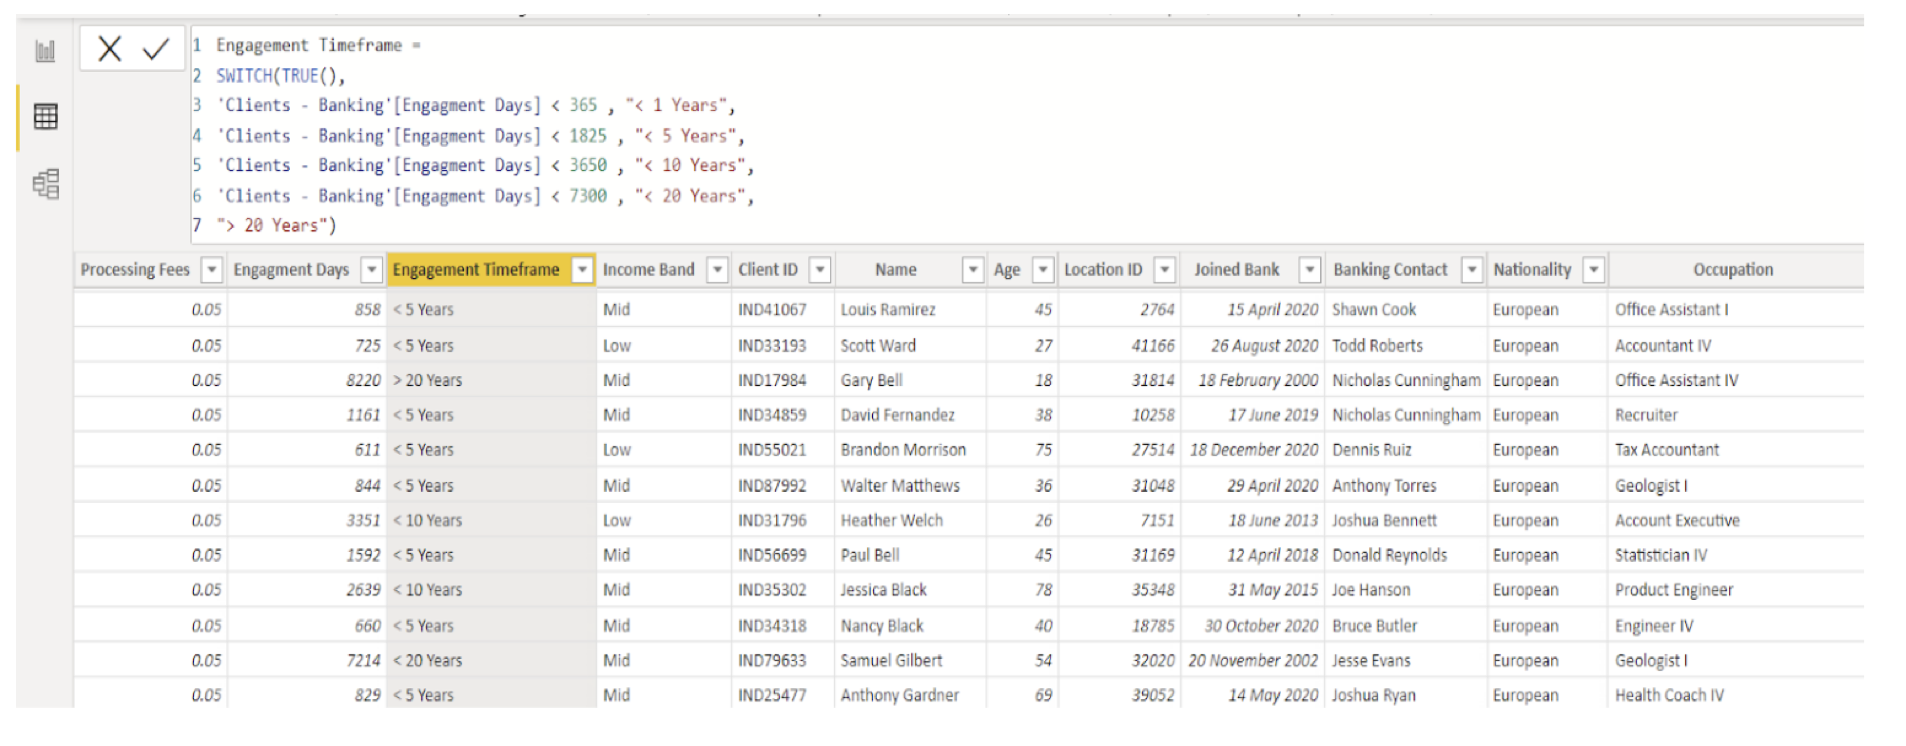 1 Engagement Timeframe =
2 SWITCH(TRUE(),
3 'Clients - Banking'[Engagment Days] < 365 , "< 1 Years",
4 'Clients - Banking'[Engagment Days] < 1825 , "< 5 Years",
5 'Clients - Banking'[Engagment Days] < 3650 , "< 10 Years",
6 'Clients - Banking'[Engagment Days] < 7300 , "< 20 Years",
7 "> 20 Years")
Processing Fees Engagment Days Engagement Timeframe Income Band Client ID Name Age Location ID Joined Bank Banking Contact Nationality Occupation
0.05 858 < 5 Years Mid IND41067 Louis Ramirez 45 2764 15 April 2020 Shawn Cook European Office Assistant I
0.05 725 < 5 Years Low IND33193 Scott Ward 27 41166 26 August 2020 Todd Roberts European Accountant IV
0.05 8220 > 20 Years Mid IND17984 Gary Bell 18 31814 18 February 2000 Nicholas Cunningham European Office Assistant IV
0.05 1161 < 5 Years Mid IND34859 David Fernandez 38 10258 17 June 2019 Nicholas Cunningham European Recruiter
0.05 611 < 5 Years Low IND55021 Brandon Morrison 75 27514 18 December 2020 Dennis Ruiz European Tax Accountant
0.05 844 < 5 Years Mid IND87992 Walter Matthews 36 31048 29 April 2020 Anthony Torres European Geologist I
0.05 3351 < 10 Years Low IND31796 Heather Welch 26 7151 18 June 2013 Joshua Bennett European Account Executive
0.05 1592 < 5 Years Mid IND56699 Paul Bell 45 31169 12 April 2018 Donald Reynolds European Statistician IV
0.05 2639 < 10 Years Mid IND35302 Jessica Black 78 35348 31 May 2015 Joe Hanson European Product Engineer
0.05 660 < 5 Years Mid IND34318 Nancy Black 40 18785 30 October 2020 Bruce Butler European Engineer IV
0.05 7214 < 20 Years Mid IND79633 Samuel Gilbert 54 32020 20 November 2002 Jesse Evans European Geologist I
0.05 829 < 5 Years Mid IND25477 Anthony Gardner 69 39052 14 May 2020 Joshua Ryan European Health Coach IV